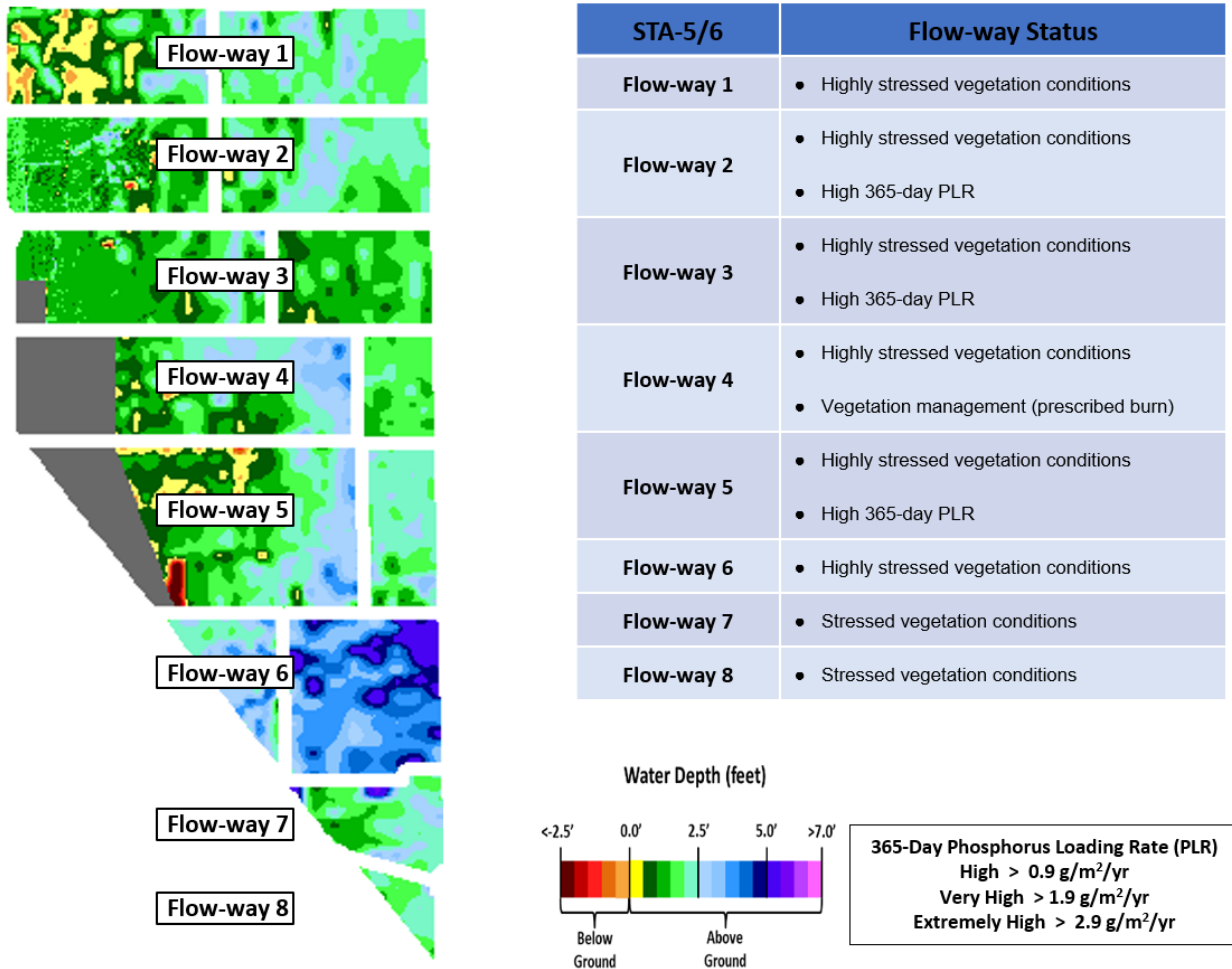 Flow-way 1
Flow-way 2
Flow-way 3
Flow-way 4
Flow-way 5
Flow-way 6
Flow-way 7
Flow-way 8
STA-5/6 Flow-way Status
Flow-way 1 • Highly stressed vegetation conditions
Flow-way 2 • Highly stressed vegetation conditions
• High 365-day PLR
Flow-way 3 • Highly stressed vegetation conditions
• High 365-day PLR
Flow-way 4 • Highly stressed vegetation conditions
• Vegetation management (prescribed burn)
Flow-way 5 • Highly stressed vegetation conditions
• High 365-day PLR
Flow-way 6 • Highly stressed vegetation conditions
Flow-way 7 • Stressed vegetation conditions
Flow-way 8 • Stressed vegetation conditions
Water Depth (feet)
<-2.5' 0.0' 2.5' 5.0' >7.0'
Below Ground
Above Ground
365-Day Phosphorus Loading Rate (PLR)
High > 0.9 g/m²/yr
Very High > 1.9 g/m²/yr
Extremely High > 2.9 g/m²/yr